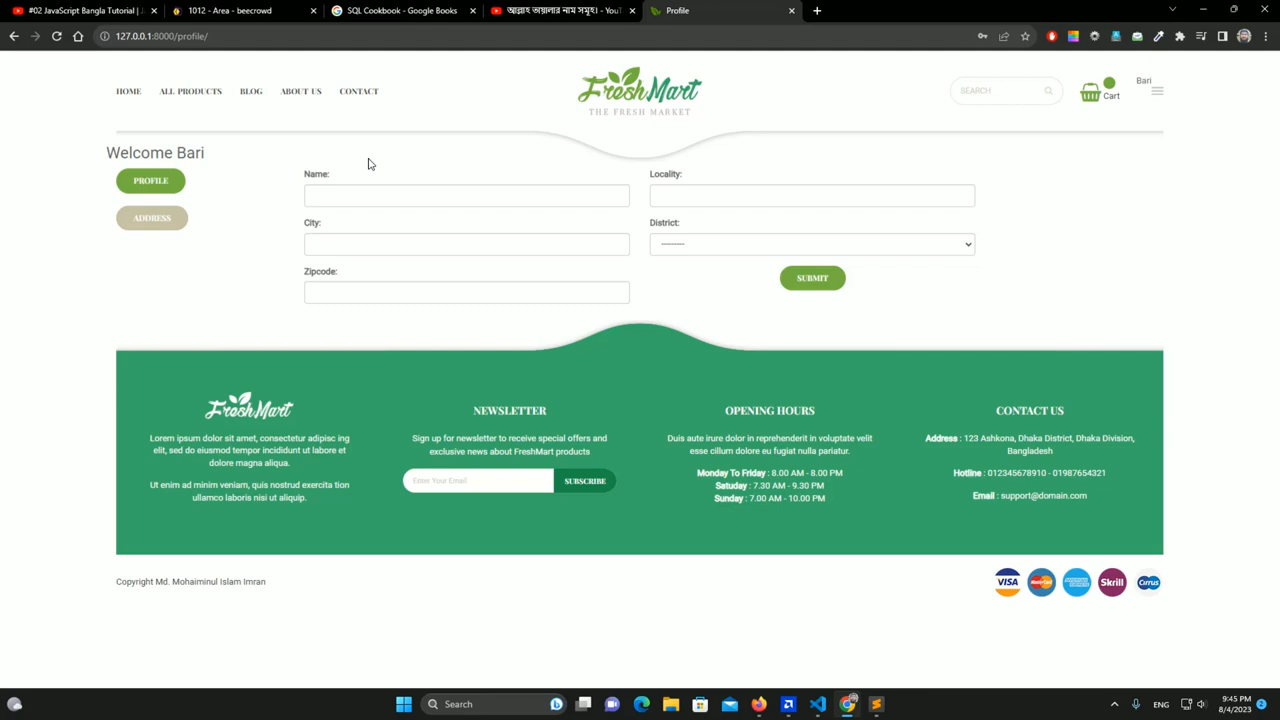 #02 JavaScript Bangla Tutorial |
1012 - Area - beecrowd
SQL Cookbook - Google Books
আল্লাহ তায়ালার নাম সমূহ। - YouT
Profile
127.0.0.1:8000/profile/
HOME
ALL PRODUCTS
BLOG
ABOUT US
CONTACT
FreshMart
THE FRESH MARKET
SEARCH
Cart
Bari
Welcome Bari
PROFILE
ADDRESS
Name:
Locality:
City:
District:
---------
Zipcode:
SUBMIT
FreshMart
Lorem ipsum dolor sit amet, consectetur adipisc ing
elit, sed do eiusmod tempor incididunt ut labore et
dolore magna aliqua.
Ut enim ad minim veniam, quis nostrud exercita tion
ullamco laboris nisi ut aliquip.
NEWSLETTER
Sign up for newsletter to receive special offers and
exclusive news about FreshMart products
Enter Your Email
SUBSCRIBE
OPENING HOURS
Duis aute irure dolor in reprehenderit in voluptate velit
esse cillum dolore eu fugiat nulla pariatur.
Monday To Friday : 8.00 AM - 8.00 PM
Satuday : 7.30 AM - 9.30 PM
Sunday : 7.00 AM - 10.00 PM
CONTACT US
Address : 123 Ashkona, Dhaka District, Dhaka Division,
Bangladesh
Hotline : 012345678910 - 01987654321
Email : support@domain.com
Copyright Md. Mohaiminul Islam Imran
VISA
MasterCard
AMERICAN EXPRESS
Skrill
Cirrus
Search
ENG
9:45 PM
8/4/2023
2